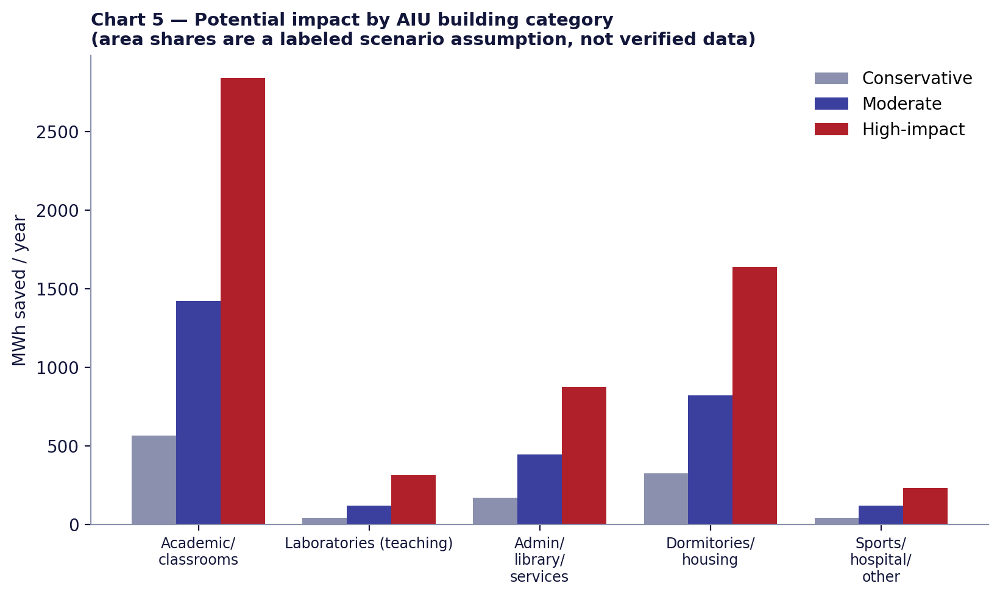 Chart 5 — Potential impact by AIU building category
(area shares are a labeled scenario assumption, not verified data)
Conservative
Moderate
High-impact
MWh saved / year
2500
2000
1500
1000
500
0
Academic/
classrooms
Laboratories (teaching)
Admin/
library/
services
Dormitories/
housing
Sports/
hospital/
other